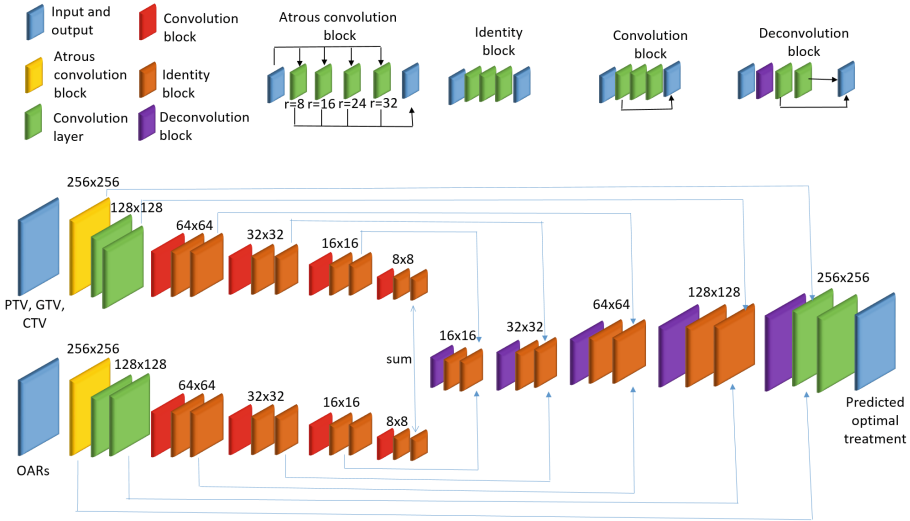 Input and
output
Atrous
convolution
block
Convolution
layer
Convolution
block
Identity
block
Deconvolution
block
Atrous convolution
block
r=8 r=16 r=24 r=32
Identity
block
Convolution
block
Deconvolution
block
256x256
128x128
64x64
32x32
16x16
8x8
PTV, GTV,
CTV
256x256
128x128
64x64
32x32
16x16
8x8
OARs
sum
16x16
32x32
64x64
128x128
256x256
Predicted
optimal
treatment